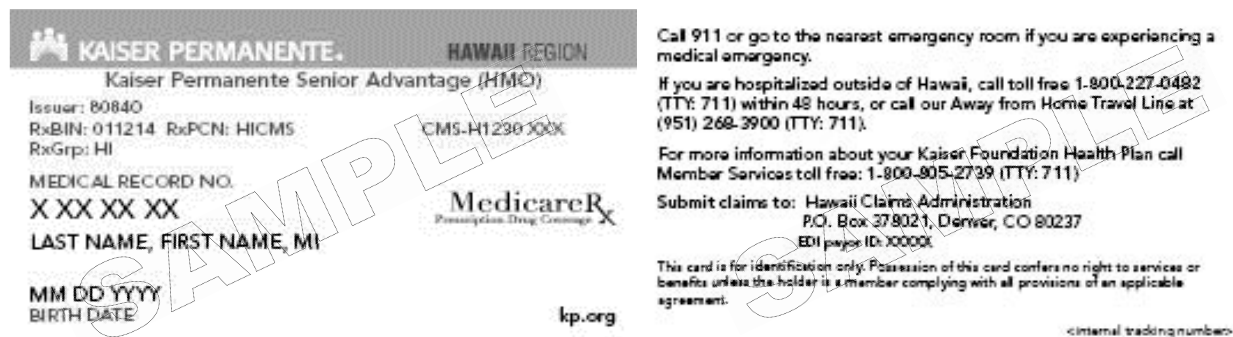 KAISER PERMANENTE®
HAWAII REGION
Kaiser Permanente Senior Advantage (HMO)
Issuer: 80840
RxBIN: 011214 RxPCN: HICMS
CMS-H1230 XXX
RxGrp: HI
MEDICAL RECORD NO.
X XX XX XX
MedicareRx
Prescription Drug Coverage
LAST NAME, FIRST NAME, MI
MM DD YYYY
BIRTH DATE
kp.org
SAMPLE
Call 911 or go to the nearest emergency room if you are experiencing a
medical emergency.
If you are hospitalized outside of Hawaii, call toll free 1-800-227-0482
(TTY: 711) within 48 hours, or call our Away from Home Travel Line at
(951) 268-3900 (TTY: 711).
For more information about your Kaiser Foundation Health Plan call
Member Services toll free: 1-800-805-2739 (TTY: 711)
Submit claims to: Hawaii Claims Administration
P.O. Box 378021, Denver, CO 80237
EDI payor ID: XXXXX
This card is for identification only. Possession of this card confers no right to services or
benefits unless the holder is a member complying with all provisions of an applicable
agreement.
<internal tracking number>
SAMPLE